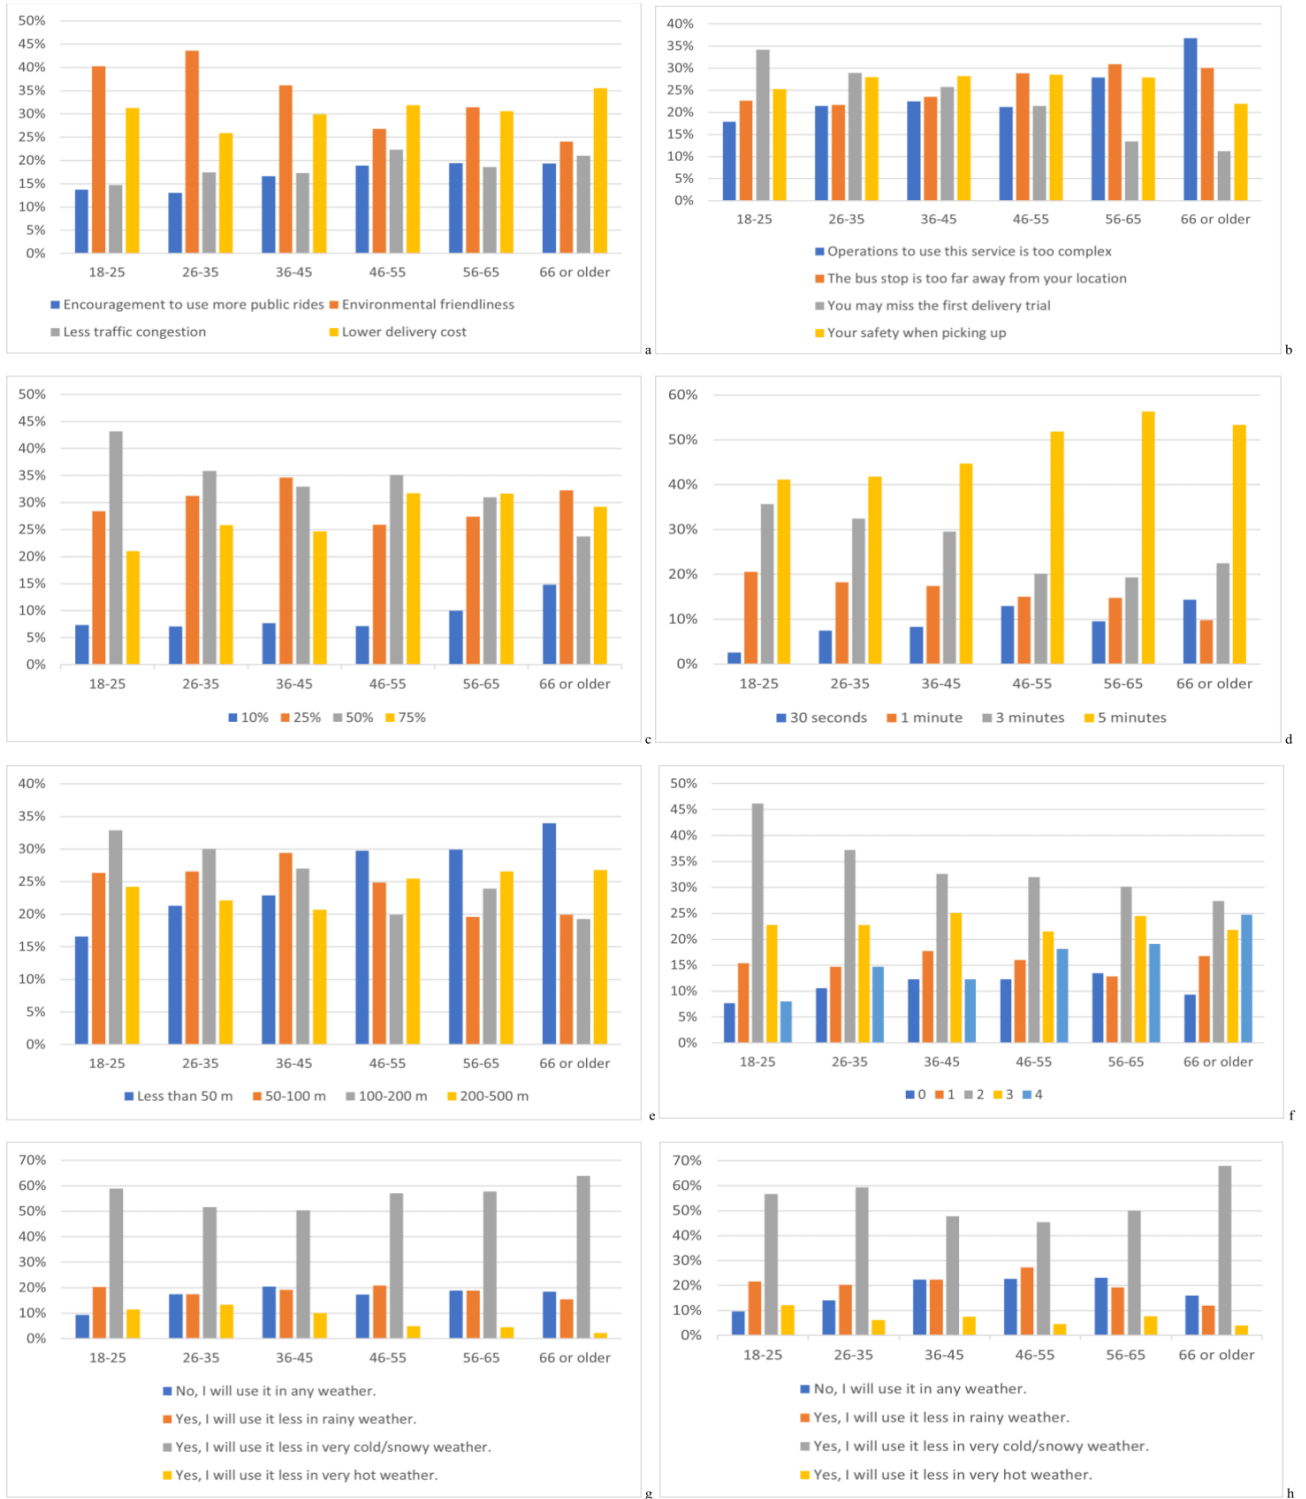 50%
45%
40%
35%
30%
25%
20%
15%
10%
5%
0%
18-25 26-35 36-45 46-55 56-65 66 or older
Encouragement to use more public rides Environmental friendliness
Less traffic congestion Lower delivery cost
a
40%
35%
30%
25%
20%
15%
10%
5%
0%
18-25 26-35 36-45 46-55 56-65 66 or older
Operations to use this service is too complex
The bus stop is too far away from your location
You may miss the first delivery trial
Your safety when picking up
b
50%
45%
40%
35%
30%
25%
20%
15%
10%
5%
0%
18-25 26-35 36-45 46-55 56-65 66 or older
10% 25% 50% 75%
c
60%
50%
40%
30%
20%
10%
0%
18-25 26-35 36-45 46-55 56-65 66 or older
30 seconds 1 minute 3 minutes 5 minutes
d
40%
35%
30%
25%
20%
15%
10%
5%
0%
18-25 26-35 36-45 46-55 56-65 66 or older
Less than 50 m 50-100 m 100-200 m 200-500 m
e
50%
45%
40%
35%
30%
25%
20%
15%
10%
5%
0%
18-25 26-35 36-45 46-55 56-65 66 or older
0 1 2 3 4
f
70%
60%
50%
40%
30%
20%
10%
0%
18-25 26-35 36-45 46-55 56-65 66 or older
No, I will use it in any weather.
Yes, I will use it less in rainy weather.
Yes, I will use it less in very cold/snowy weather.
Yes, I will use it less in very hot weather.
g
70%
60%
50%
40%
30%
20%
10%
0%
18-25 26-35 36-45 46-55 56-65 66 or older
No, I will use it in any weather.
Yes, I will use it less in rainy weather.
Yes, I will use it less in very cold/snowy weather.
Yes, I will use it less in very hot weather.
h